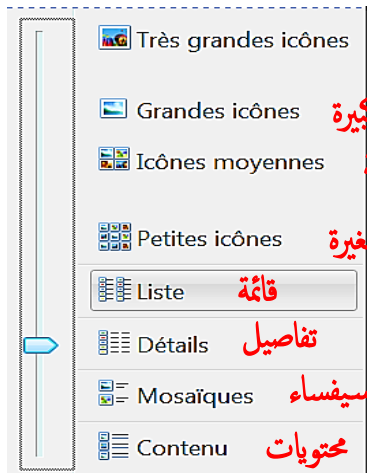 Très grandes icônes
Grandes icônes
Icônes moyennes
Petites icônes
Liste قائمة
Détails تفاصيل
Mosaïques
Contenu محتويات